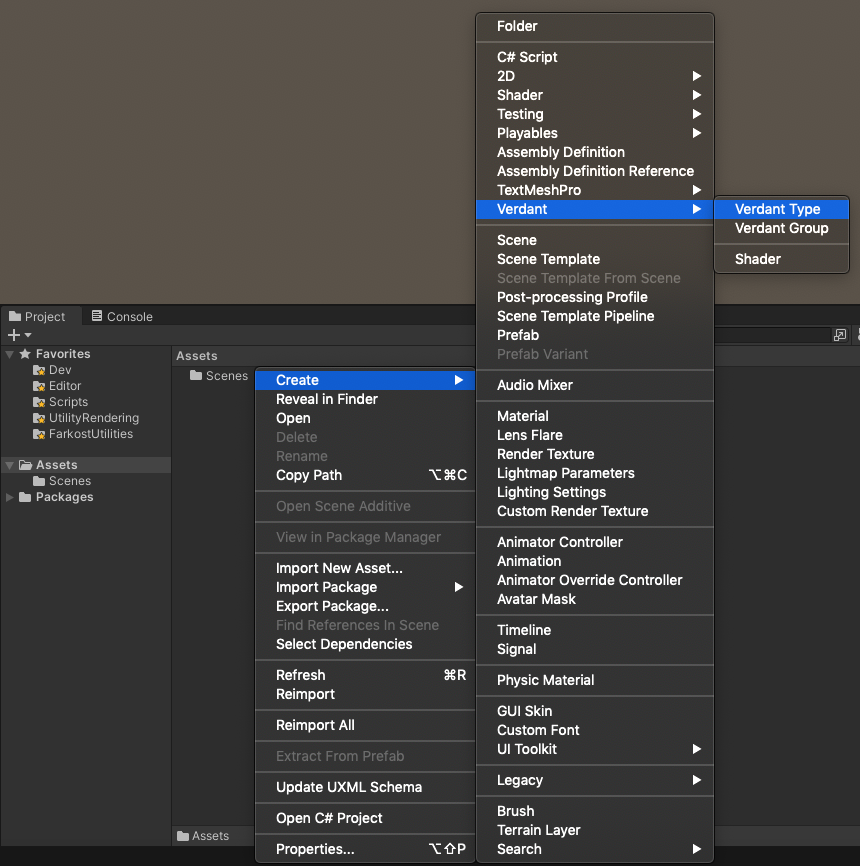 Project
Console
Favorites
Dev
Editor
Scripts
UtilityRendering
FarkostUtilities
Assets
Scenes
Packages
Assets
Scenes
Assets
Create
Reveal in Finder
Open
Delete
Rename
Copy Path ⌥⌘C
Open Scene Additive
View in Package Manager
Import New Asset...
Import Package
Export Package...
Find References In Scene
Select Dependencies
Refresh ⌘R
Reimport
Reimport All
Extract From Prefab
Update UXML Schema
Open C# Project
Properties... ⌥⇧P
Folder
C# Script
2D
Shader
Testing
Playables
Assembly Definition
Assembly Definition Reference
TextMeshPro
Verdant
Scene
Scene Template
Scene Template From Scene
Post-processing Profile
Scene Template Pipeline
Prefab
Prefab Variant
Audio Mixer
Material
Lens Flare
Render Texture
Lightmap Parameters
Lighting Settings
Custom Render Texture
Animator Controller
Animation
Animator Override Controller
Avatar Mask
Timeline
Signal
Physic Material
GUI Skin
Custom Font
UI Toolkit
Legacy
Brush
Terrain Layer
Search
Verdant Type
Verdant Group
Shader